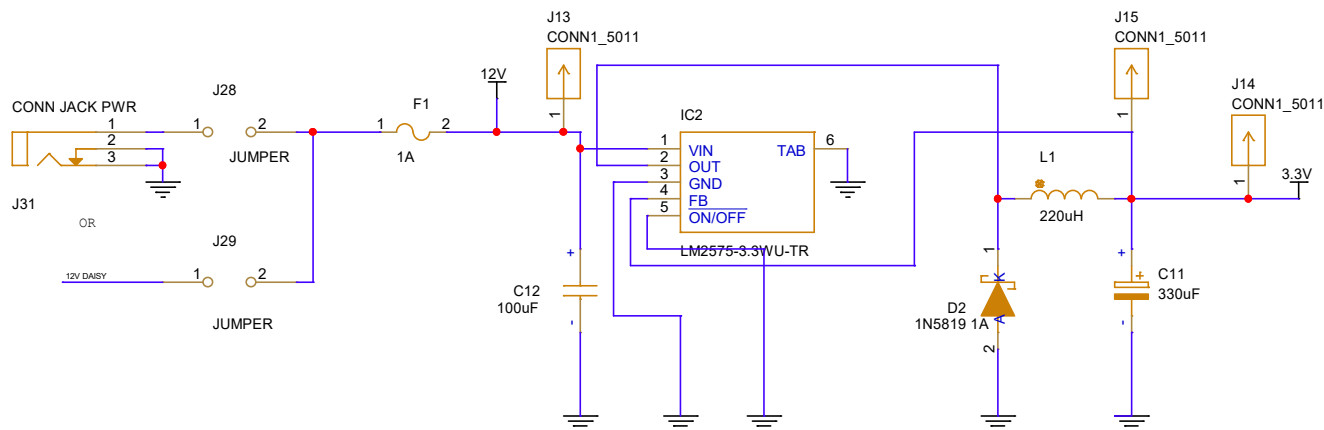 J13
CONN1_5011
1
J15
CONN1_5011
1
J14
CONN1_5011
1
12V
3.3V
CONN JACK PWR
1
2
3
J31
OR
J28
1
2
JUMPER
J29
12V DAISY
1
2
JUMPER
F1
1
2
1A
IC2
1 VIN
2 OUT
3 GND
4 FB
5 ON/OFF
TAB 6
LM2575-3.3WU-TR
+
C12
100uF
-
L1
220uH
1
K
D2
A
1N5819 1A
2
+
+
C11
330uF
-